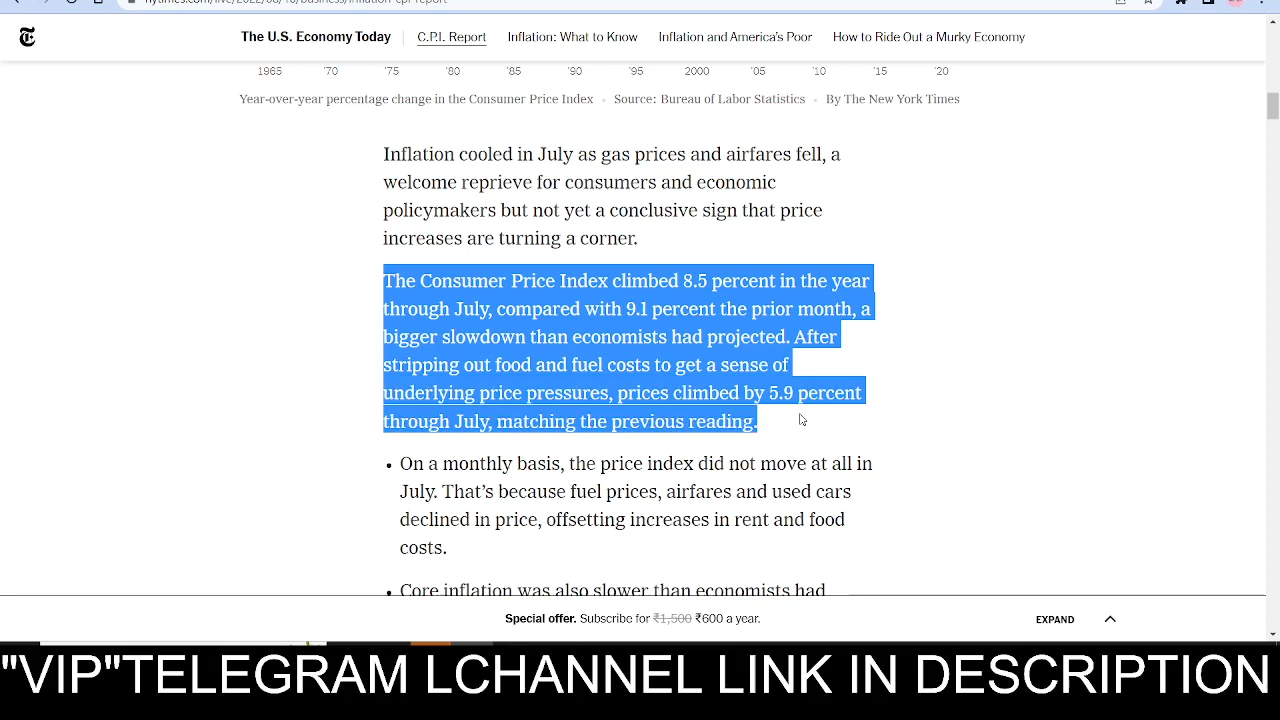 The U.S. Economy Today
C.P.I. Report
Inflation: What to Know
Inflation and America's Poor
How to Ride Out a Murky Economy
1965 '70 '75 '80 '85 '90 '95 2000 '05 '10 '15 '20
Year-over-year percentage change in the Consumer Price Index • Source: Bureau of Labor Statistics • By The New York Times
Inflation cooled in July as gas prices and airfares fell, a
welcome reprieve for consumers and economic
policymakers but not yet a conclusive sign that price
increases are turning a corner.
The Consumer Price Index climbed 8.5 percent in the year
through July, compared with 9.1 percent the prior month, a
bigger slowdown than economists had projected. After
stripping out food and fuel costs to get a sense of
underlying price pressures, prices climbed by 5.9 percent
through July, matching the previous reading.
• On a monthly basis, the price index did not move at all in
July. That's because fuel prices, airfares and used cars
declined in price, offsetting increases in rent and food
costs.
• Core inflation was also slower than economists had
Special offer. Subscribe for ₹1,500 ₹600 a year.
EXPAND
"VIP"TELEGRAM LCHANNEL LINK IN DESCRIPTION